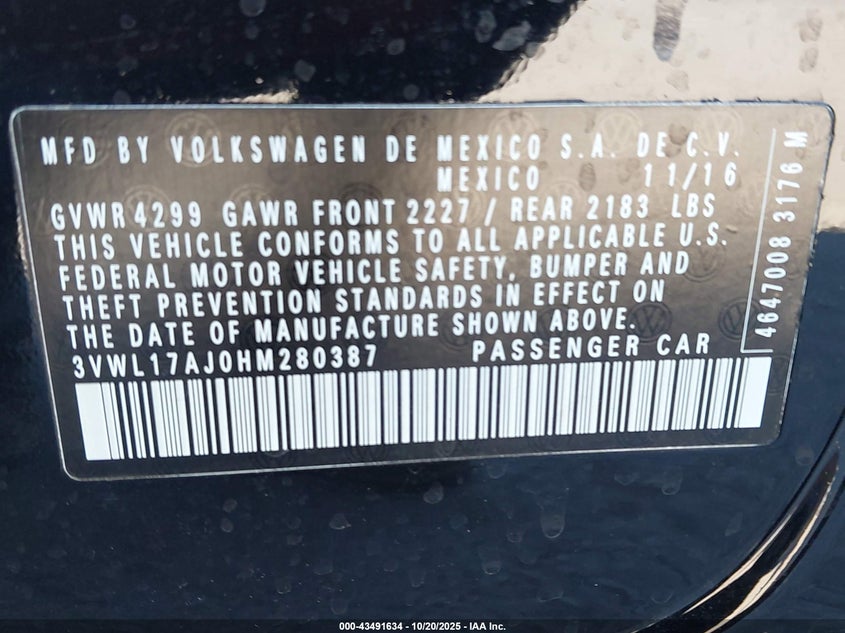 MFD BY VOLKSWAGEN DE MEXICO S.A. DE C.V.
MEXICO 11/16
GVWR 4299 GAWR FRONT 2227 / REAR 2183 LBS
THIS VEHICLE CONFORMS TO ALL APPLICABLE U.S.
FEDERAL MOTOR VEHICLE SAFETY, BUMPER AND
THEFT PREVENTION STANDARDS IN EFFECT ON
THE DATE OF MANUFACTURE SHOWN ABOVE.
3VWL17AJ0HM280387 PASSENGER CAR
4647008 3176 M
000-43491634 - 10/20/2025 - IAA Inc.